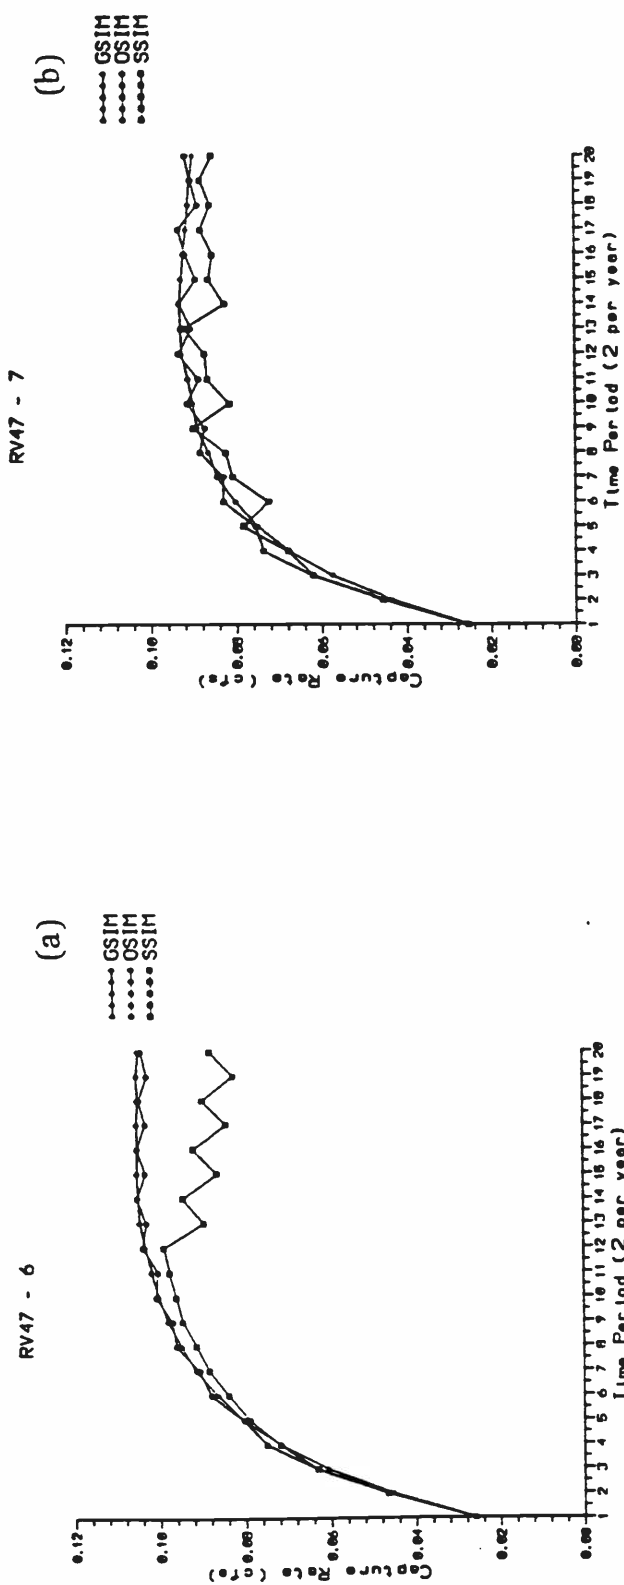 RV47 - 6
(a)
GSIM
OSIM
SSIM
0.12
0.10
0.08
0.06
0.04
0.02
0.00
Capture Rate (cfs)
1 2 3 4 5 6 7 8 9 10 11 12 13 14 15 16 17 18 19 20
Time Period (2 per year)
RV47 - 7
(b)
GSIM
OSIM
SSIM
0.12
0.10
0.08
0.06
0.04
0.02
0.00
Capture Rate (cfs)
1 2 3 4 5 6 7 8 9 10 11 12 13 14 15 16 17 18 19 20
Time Period (2 per year)